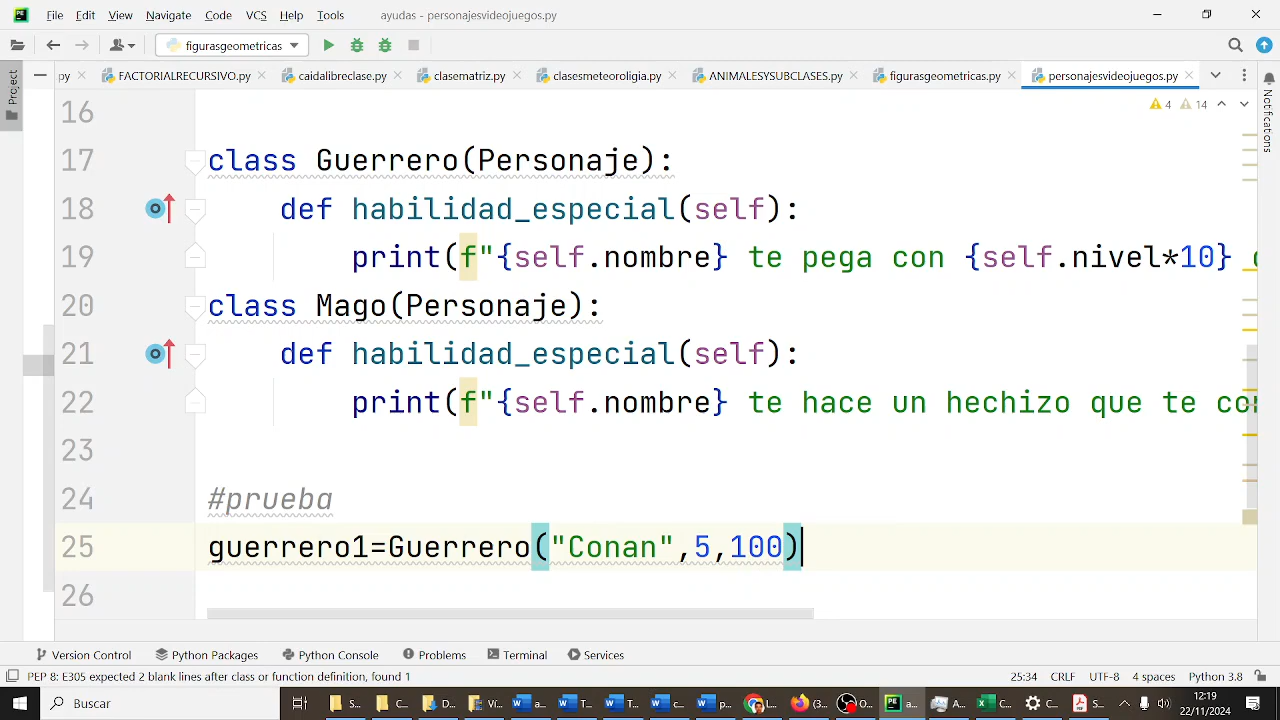 File Edit View Navigate Code VCS Help Tools ayudas - personajesvideojuegos.py
figurasgeometricas
py FACTORIALRECURSIVO.py caidalibreclase.py clasematriz.py clasesmeteoroligia.py ANIMALESYSUBCLASES.py figurasgeometricas.py personajesvideojuegos.py
Project
Notifications
4 14
16
17 class Guerrero(Personaje):
18 def habilidad_especial(self):
19 print(f"{self.nombre} te pega con {self.nivel*10}
20 class Mago(Personaje):
21 def habilidad_especial(self):
22 print(f"{self.nombre} te hace un hechizo que te co
23
24 #prueba
25 guerrero1=Guerrero("Conan",5,100)
26
Version Control Python Packages Python Console Problems Terminal Services
PEP 8: E305 expected 2 blank lines after class or function definition, found 1 25:34 CRLF UTF-8 4 spaces Python 3.8
Buscar S... C... Vi... a... T... L... O... a... A... C... C... 12:19
22/11/2024